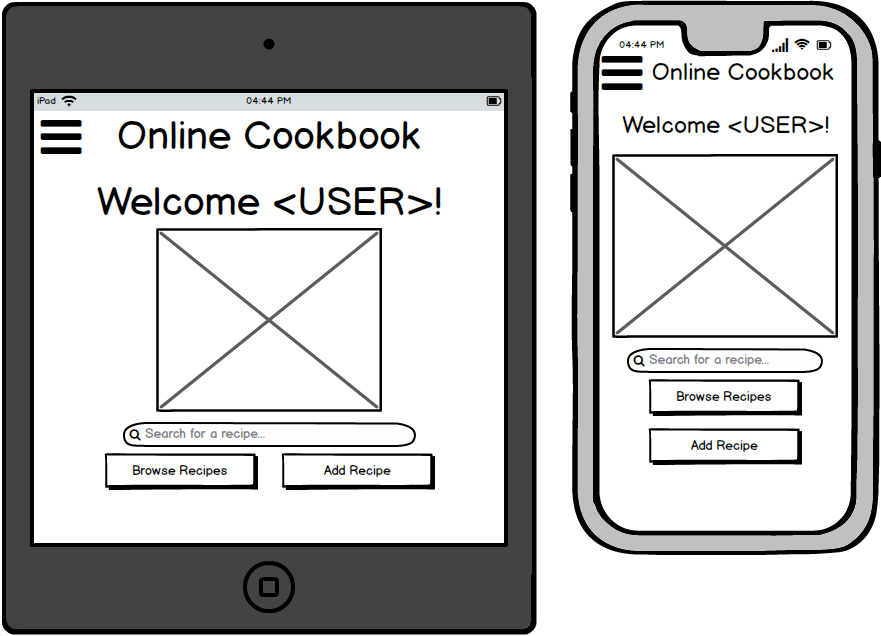 iPad 04:44 PM
Online Cookbook
Welcome <USER>!
Search for a recipe...
Browse Recipes Add Recipe
04:44 PM
Online Cookbook
Welcome <USER>!
Search for a recipe...
Browse Recipes
Add Recipe